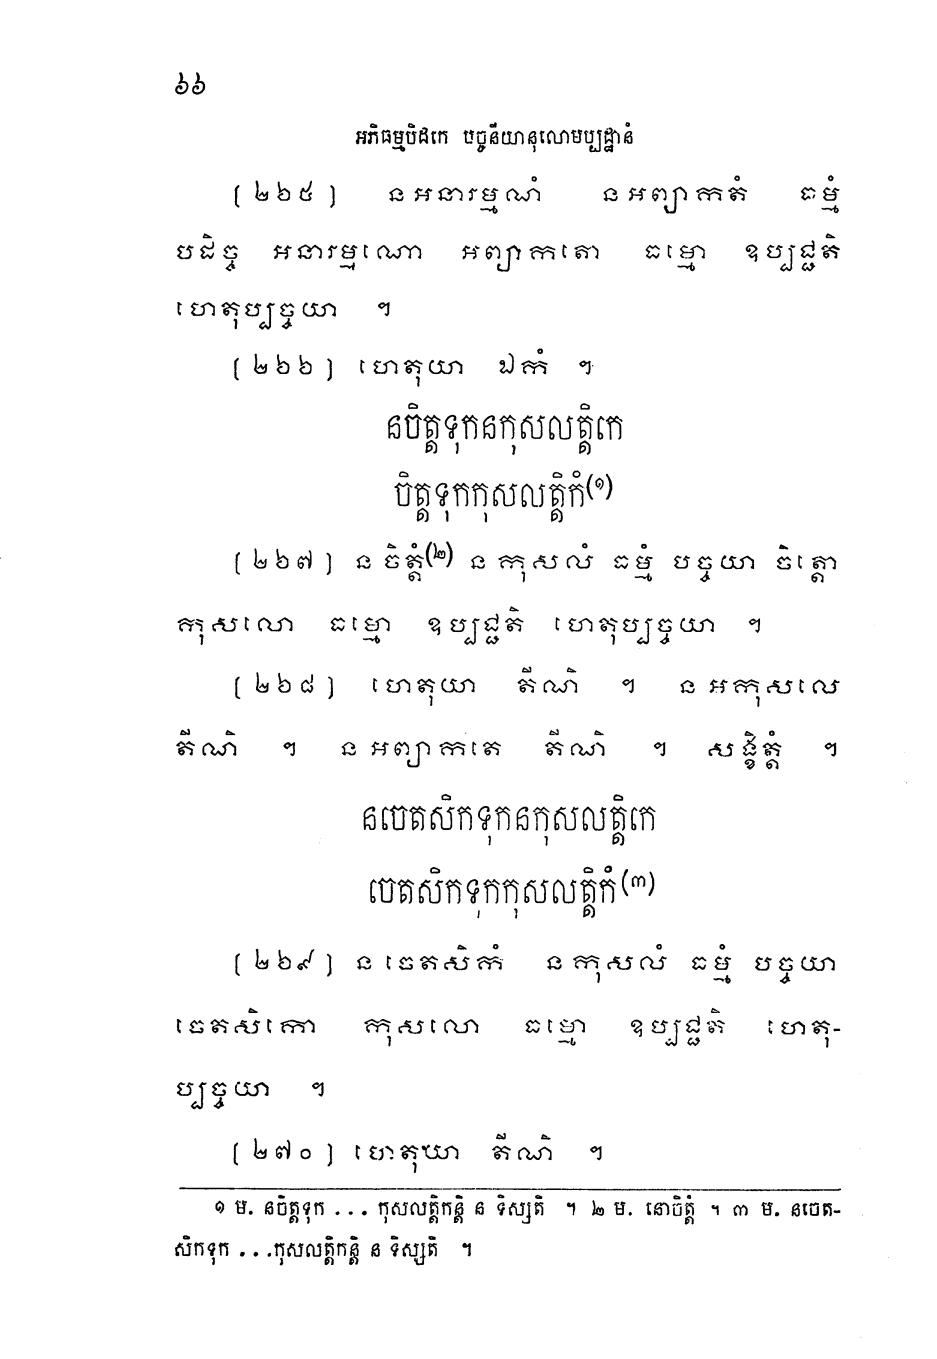 ៦៦
អភិធម្មបិដកេ បច្ចនីយានុលោមប្បដ្ឋានំ
[២៦៥] នអនារម្មណំ នអព្យាកតំ ធម្មំ
បដិច្ច អនារម្មណោ អព្យាកតោ ធម្មោ ឧប្បជ្ជតិ
ហេតុប្បច្ចយា ។
[២៦៦] ហេតុយា ឯកំ ។
នចិត្តទុកនកុសលត្តិកេ
ចិត្តទុកកុសលត្តិកំ(១)
[២៦៧] នចិត្តំ(២) នកុសលំ ធម្មំ បច្ចយា ចិត្តោ
កុសលោ ធម្មោ ឧប្បជ្ជតិ ហេតុប្បច្ចយា ។
[២៦៨] ហេតុយា តីណិ ។ នអកុសលេ
តីណិ ។ នអព្យាកតេ តីណិ ។ សង្ខិត្តំ ។
នចេតសិកទុកនកុសលត្តិកេ
ចេតសិកទុកកុសលត្តិកំ(៣)
[២៦៩] នចេតសិកំ នកុសលំ ធម្មំ បច្ចយា
ចេតសិកោ កុសលោ ធម្មោ ឧប្បជ្ជតិ ហេតុ-
ប្បច្ចយា ។
[២៧០] ហេតុយា តីណិ ។
១ ម. នចិត្តទុក ... កុសលត្តិកន្តិ ន ទិស្សតិ ។ ២ ម. នោចិត្តំ ។ ៣ ម. នចេត-
សិកទុក ...កុសលត្តិកន្តិ ន ទិស្សតិ ។